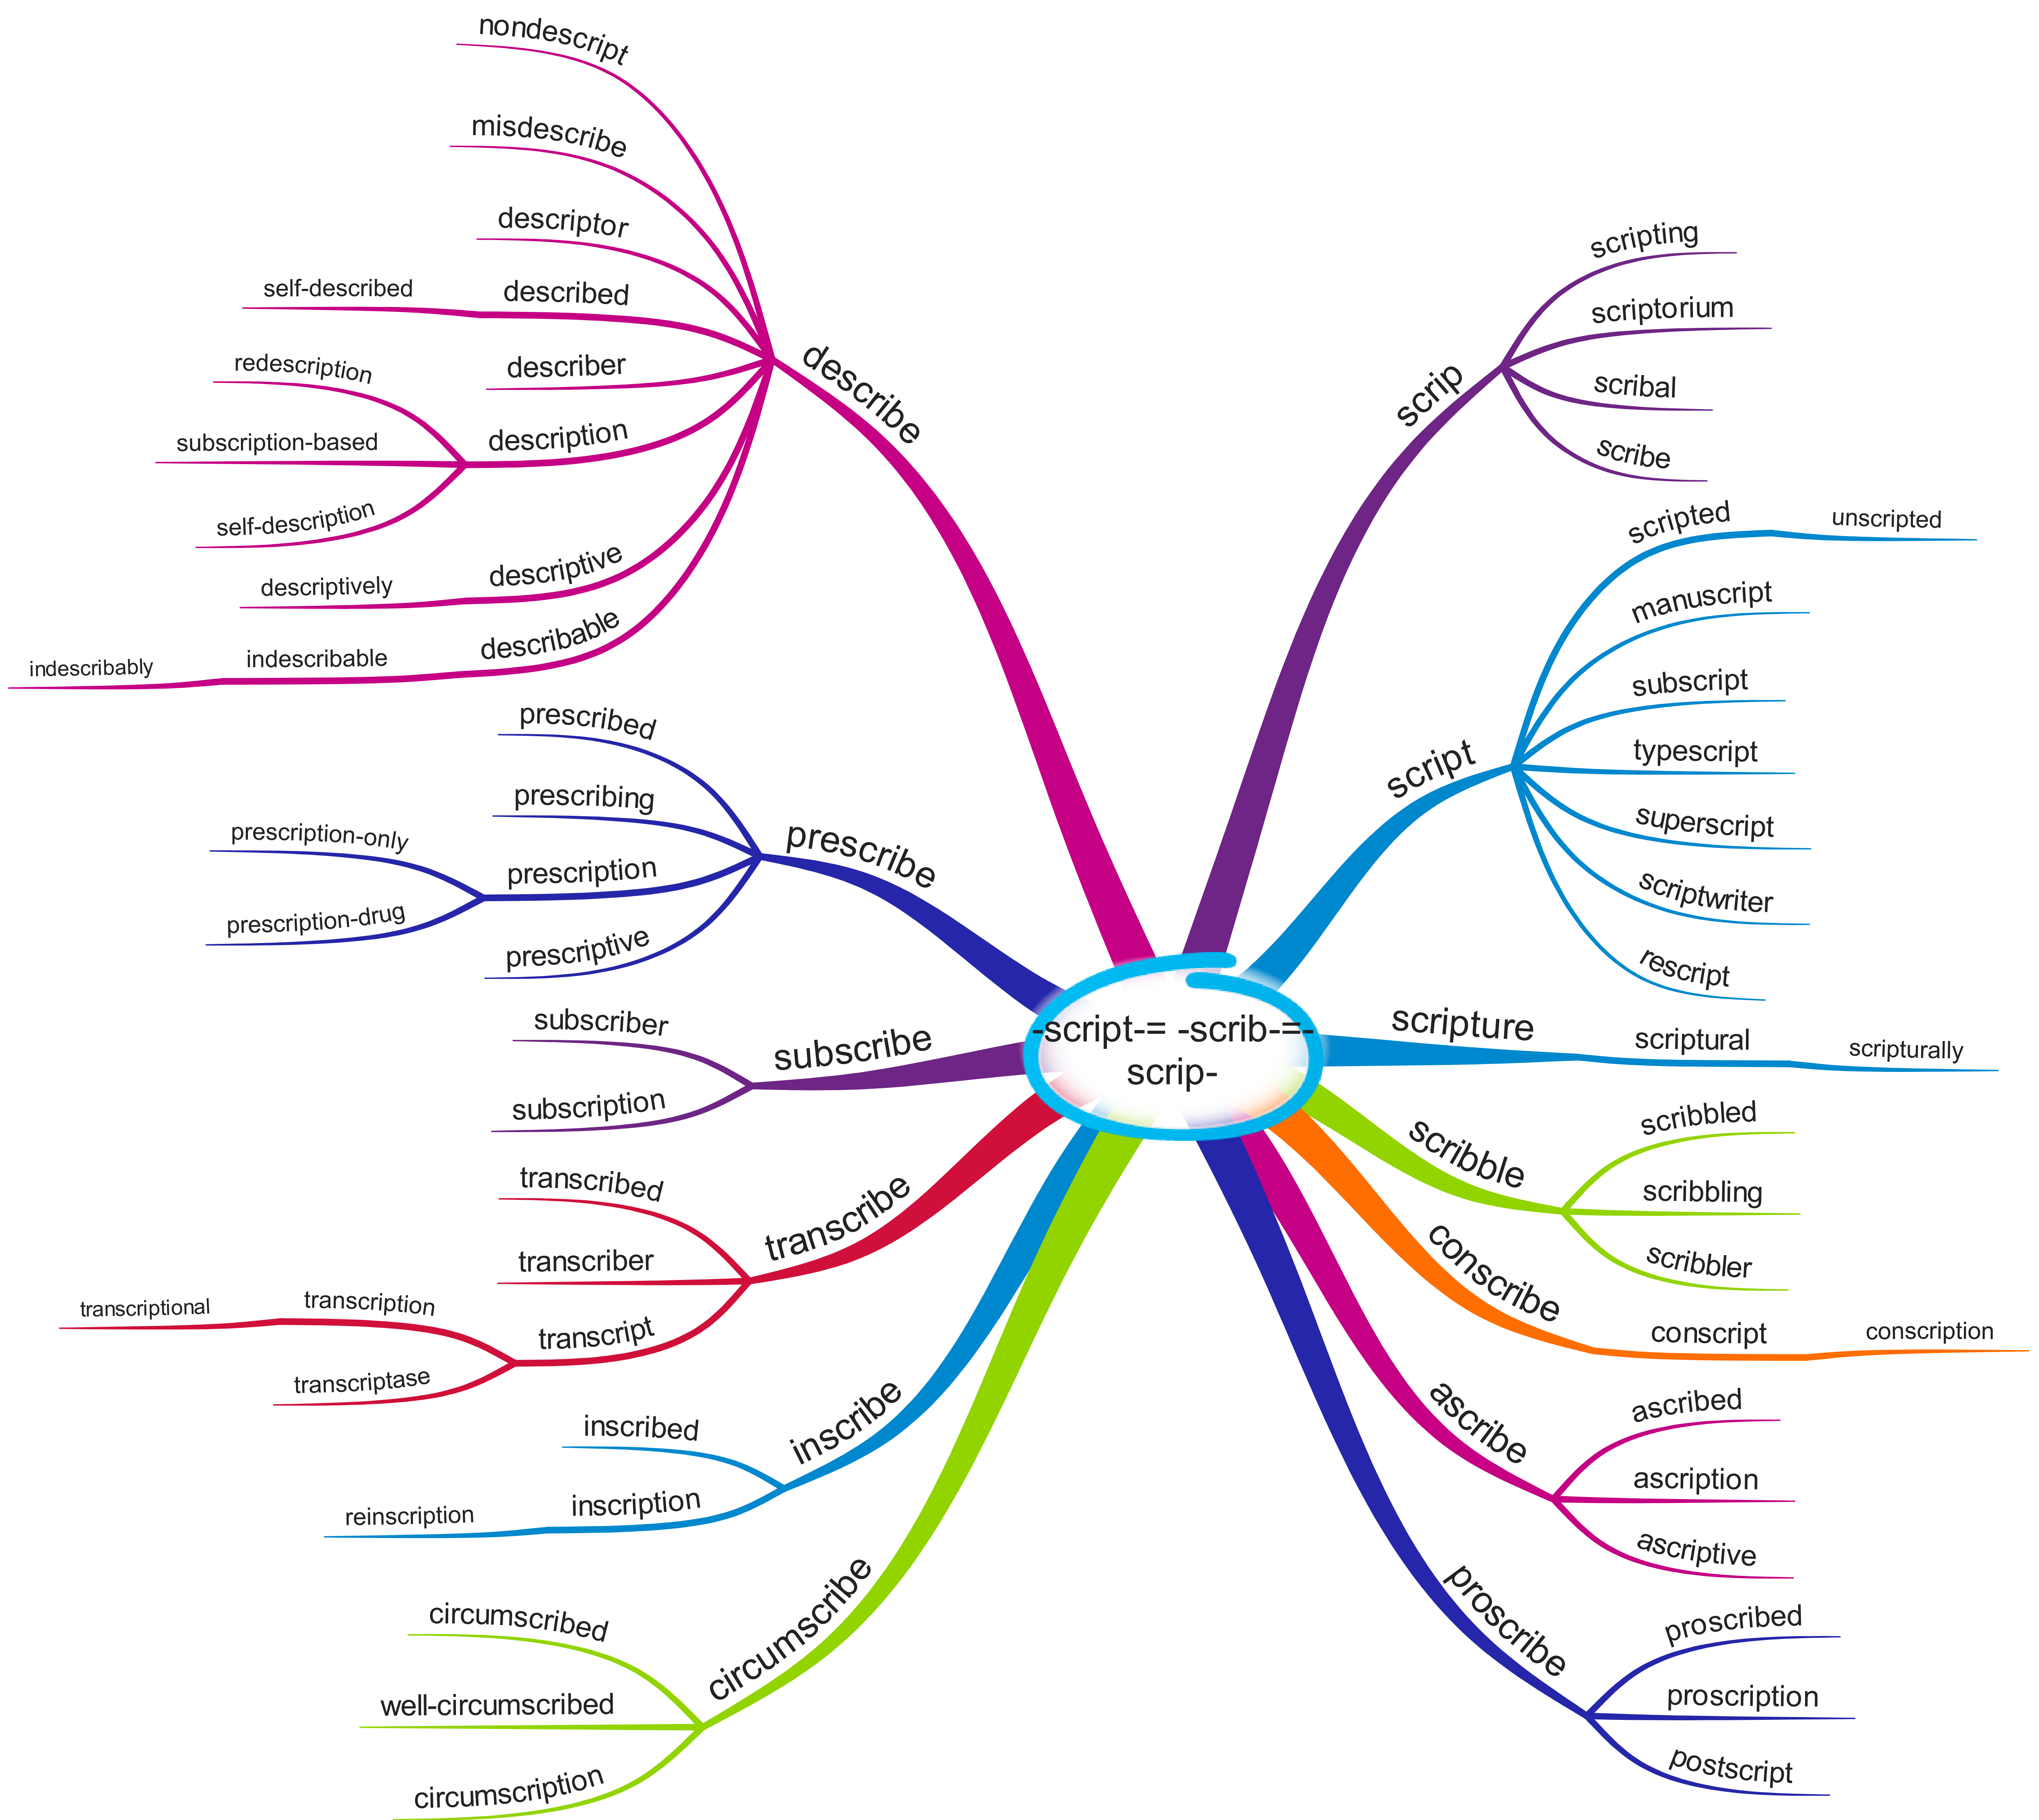 -script-= -scrib-=-
scrip-
scrip
scripting
scriptorium
scribal
scribe
script
scripted
unscripted
manuscript
subscript
typescript
superscript
scriptwriter
rescript
scripture
scriptural
scripturally
scribble
scribbled
scribbling
scribbler
conscribe
conscript
conscription
ascribe
ascribed
ascription
ascriptive
proscribe
proscribed
proscription
postscript
describe
nondescript
misdescribe
descriptor
described
self-described
describer
description
redescription
subscription-based
self-description
descriptive
descriptively
describable
indescribable
indescribably
prescribe
prescribed
prescribing
prescription
prescription-only
prescription-drug
prescriptive
subscribe
subscriber
subscription
transcribe
transcribed
transcriber
transcript
transcription
transcriptional
transcriptase
inscribe
inscribed
inscription
reinscription
circumscribe
circumscribed
well-circumscribed
circumscription